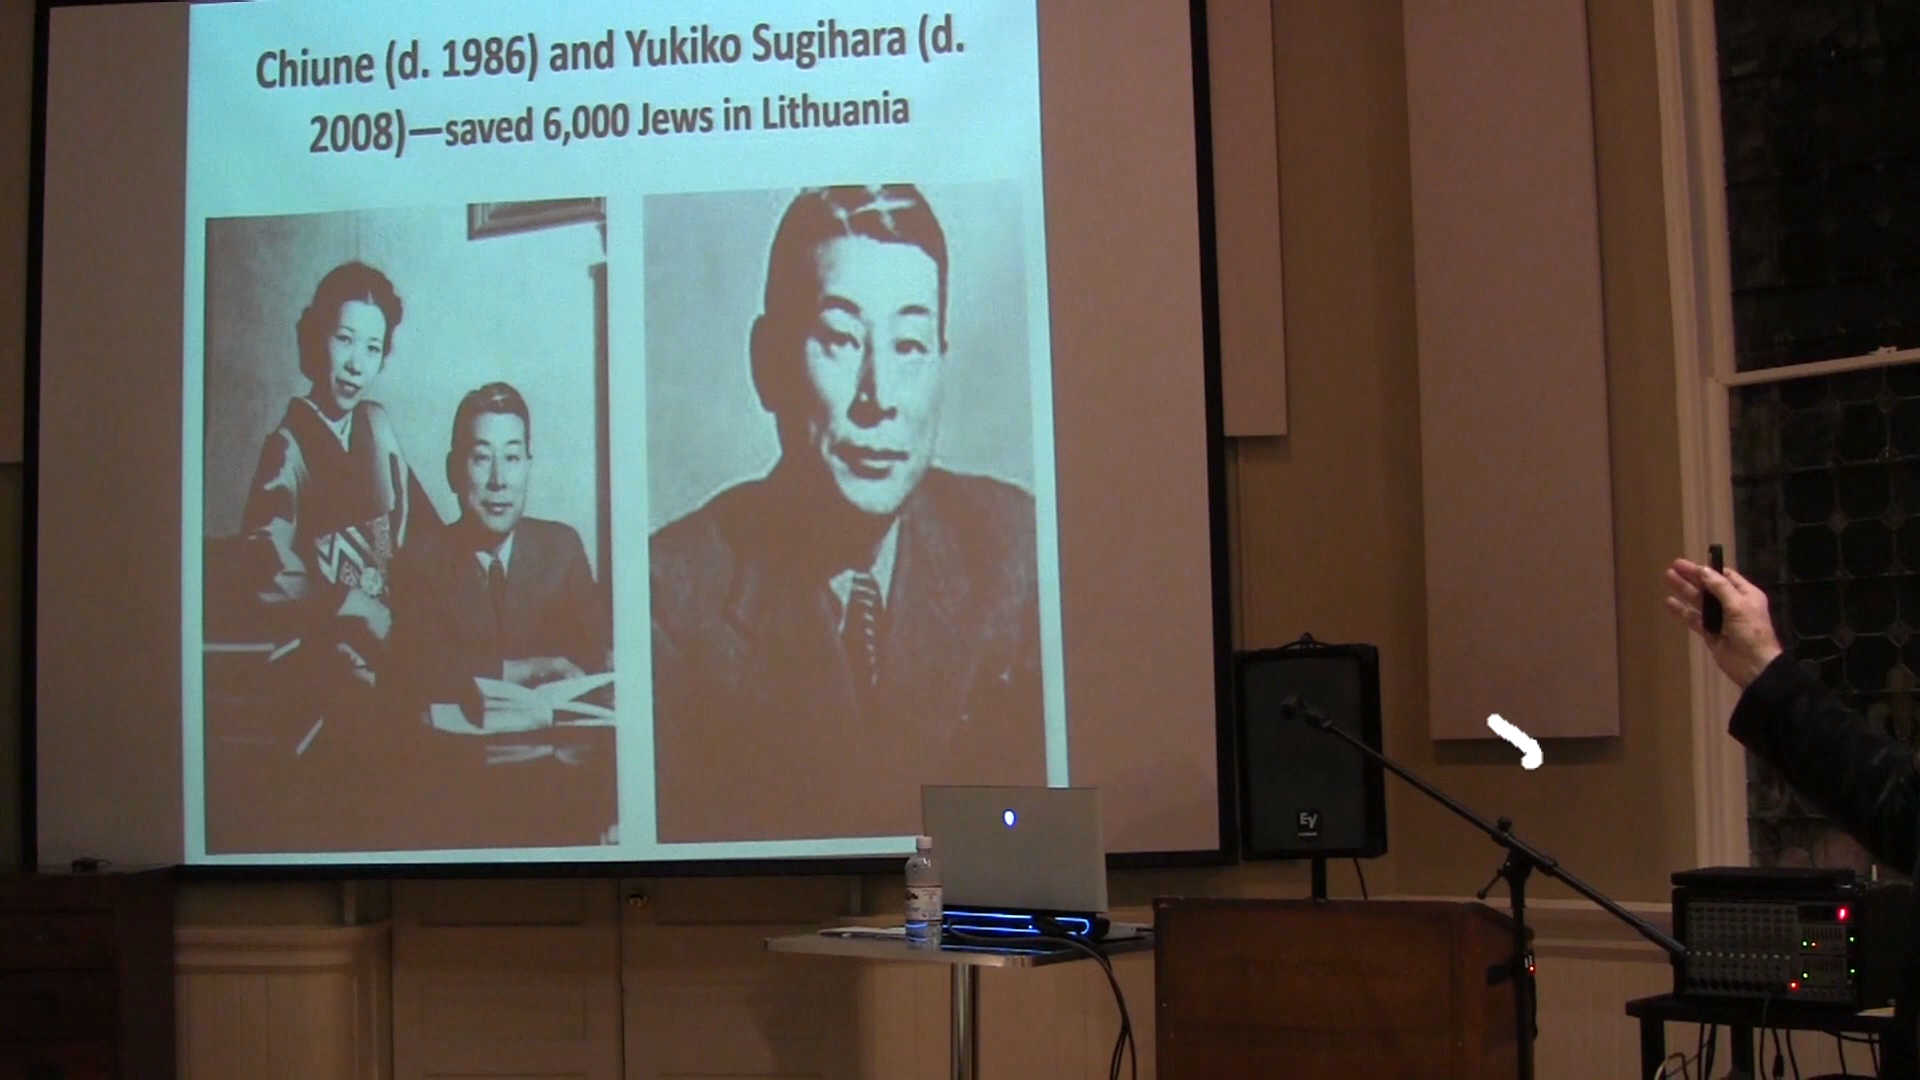 Chiune (d. 1986) and Yukiko Sugihara (d.
2008)—saved 6,000 Jews in Lithuania
EV